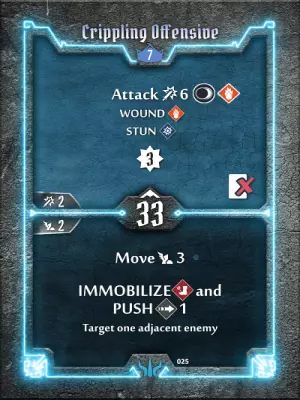 Crippling Offensive
7
Attack 6
WOUND
STUN
3
2
33
2
Move 3
IMMOBILIZE and
PUSH 1
Target one adjacent enemy
025